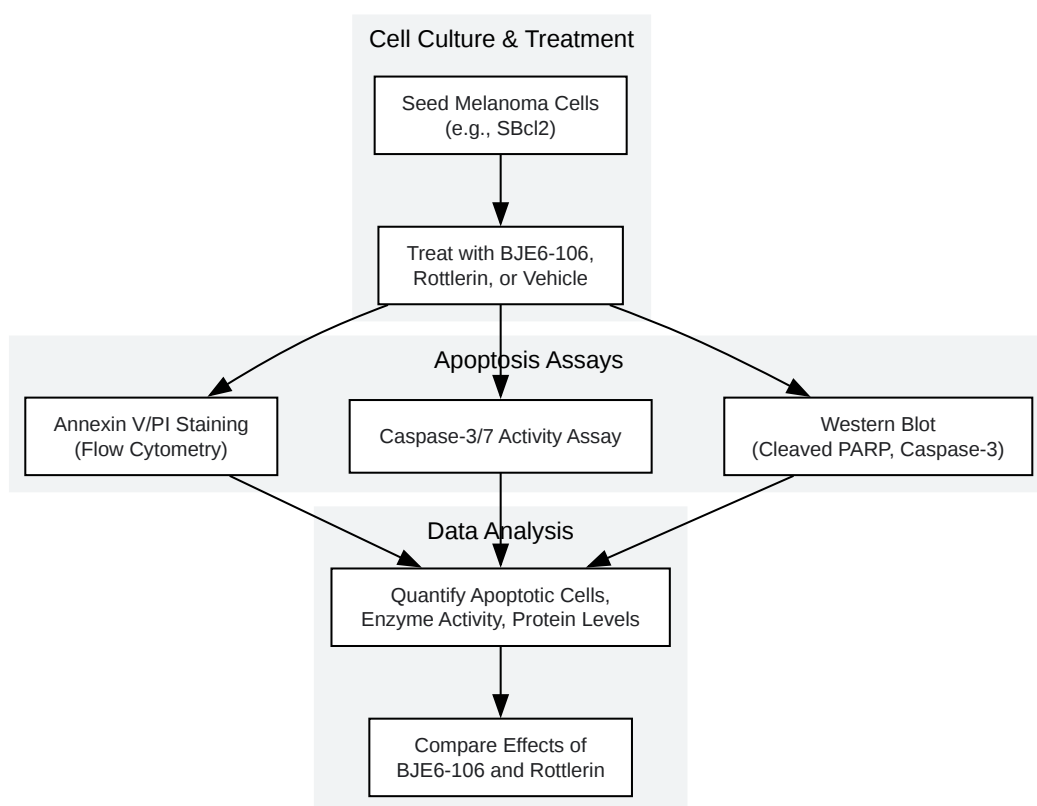 Cell Culture & Treatment
Seed Melanoma Cells
(e.g., SBcl2)
Treat with BJE6-106,
Rottlerin, or Vehicle
Apoptosis Assays
Annexin V/PI Staining
(Flow Cytometry)
Caspase-3/7 Activity Assay
Western Blot
(Cleaved PARP, Caspase-3)
Data Analysis
Quantify Apoptotic Cells,
Enzyme Activity, Protein Levels
Compare Effects of
BJE6-106 and Rottlerin